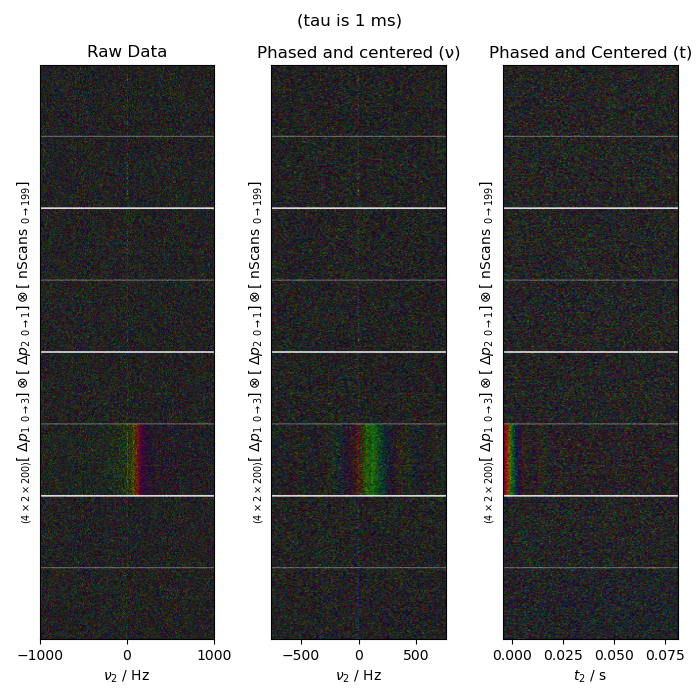 (tau is 1 ms)
Raw Data
Phased and centered (ν)
Phased and Centered (t)
(4 × 2 × 200)[ Δp1 0→3] ⊗ [ Δp2 0→1] ⊗ [ nScans 0→199]
(4 × 2 × 200)[ Δp1 0→3] ⊗ [ Δp2 0→1] ⊗ [ nScans 0→199]
(4 × 2 × 200)[ Δp1 0→3] ⊗ [ Δp2 0→1] ⊗ [ nScans 0→199]
−1000 0 1000
−500 0 500
0.000 0.025 0.050 0.075
ν2 / Hz
ν2 / Hz
t2 / s